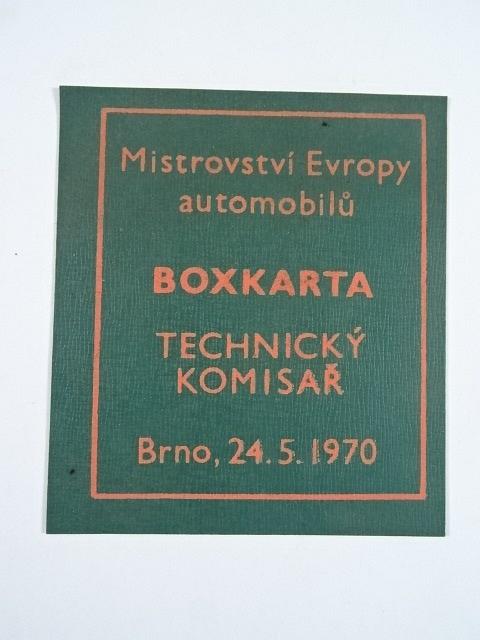 Mistrovství Evropy
automobilů
BOXKARTA
TECHNICKÝ
KOMISAŘ
Brno, 24. 5. 1970